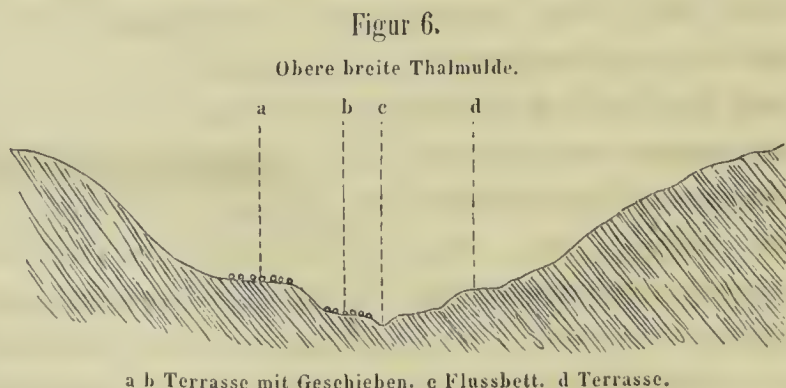 Figur 6.
Obere breite Thalmulde.
a b c d
a b Terrasse mit Geschieben. c Flussbett. d Terrasse.